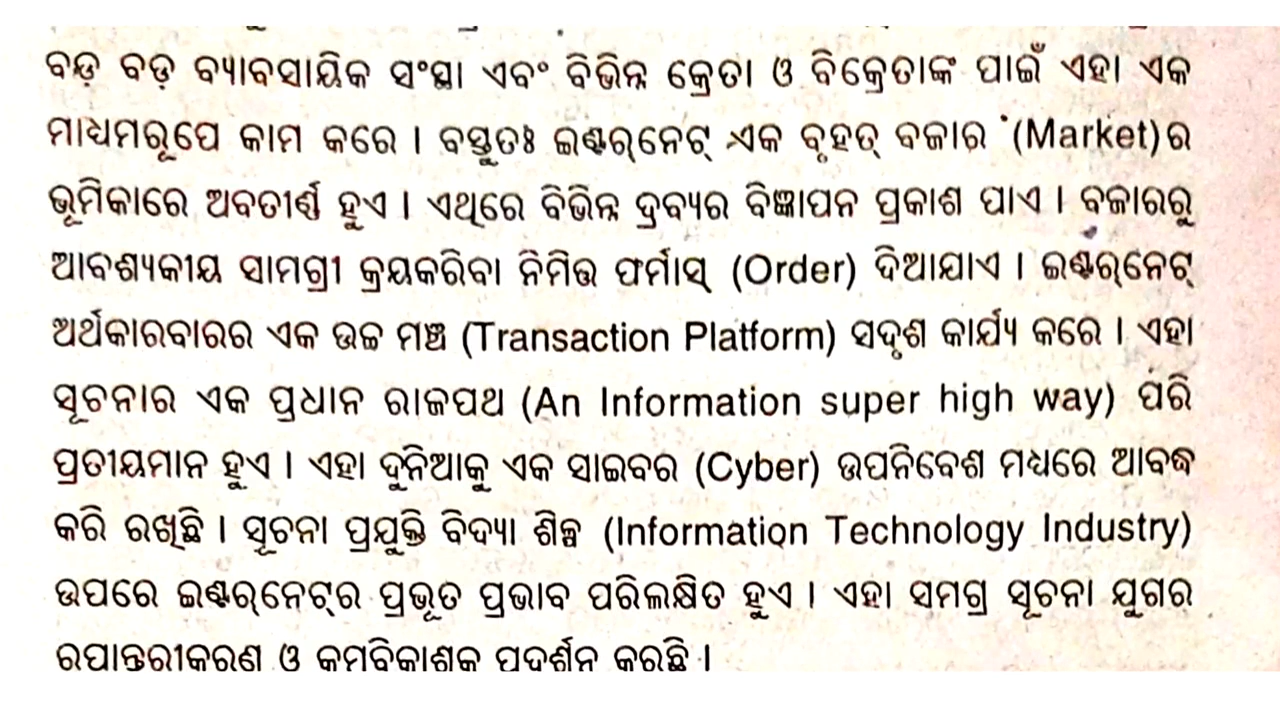 ବଡ଼ ବଡ଼ ବ୍ୟାବସାୟିକ ସଂସ୍ଥା ଏବଂ ବିଭିନ୍ନ କ୍ରେତା ଓ ବିକ୍ରେତାଙ୍କ ପାଇଁ ଏହା ଏକ
ମାଧ୍ୟମରୂପେ କାମ କରେ । ବସ୍ତୁତଃ ଇଣ୍ଟର୍‌ନେଟ୍ ଏକ ବୃହତ୍ ବଜାର (Market)ର
ଭୂମିକାରେ ଅବତୀର୍ଣ୍ଣ ହୁଏ । ଏଥିରେ ବିଭିନ୍ନ ଦ୍ରବ୍ୟର ବିଜ୍ଞାପନ ପ୍ରକାଶ ପାଏ । ବଜାରରୁ
ଆବଶ୍ୟକୀୟ ସାମଗ୍ରୀ କ୍ରୟକରିବା ନିମିତ୍ତ ଫର୍ମାସ୍ (Order) ଦିଆଯାଏ । ଇଣ୍ଟର୍‌ନେଟ୍
ଅର୍ଥକାରବାରର ଏକ ଉଚ୍ଚ ମଞ୍ଚ (Transaction Platform) ସଦୃଶ କାର୍ଯ୍ୟ କରେ । ଏହା
ସୂଚନାର ଏକ ପ୍ରଧାନ ରାଜପଥ (An Information super high way) ପରି
ପ୍ରତୀୟମାନ ହୁଏ । ଏହା ଦୁନିଆକୁ ଏକ ସାଇବର (Cyber) ଉପନିବେଶ ମଧ୍ୟରେ ଆବଦ୍ଧ
କରି ରଖିଛି । ସୂଚନା ପ୍ରଯୁକ୍ତି ବିଦ୍ୟା ଶିଳ୍ପ (Information Technology Industry)
ଉପରେ ଇଣ୍ଟର୍‌ନେଟ୍‌ର ପ୍ରଭୂତ ପ୍ରଭାବ ପରିଲକ୍ଷିତ ହୁଏ । ଏହା ସମଗ୍ର ସୂଚନା ଯୁଗର
ରୂପାନ୍ତରୀକରଣ ଓ କ୍ରମବିକାଶକୁ ପ୍ରଦର୍ଶନ କରୁଛି ।